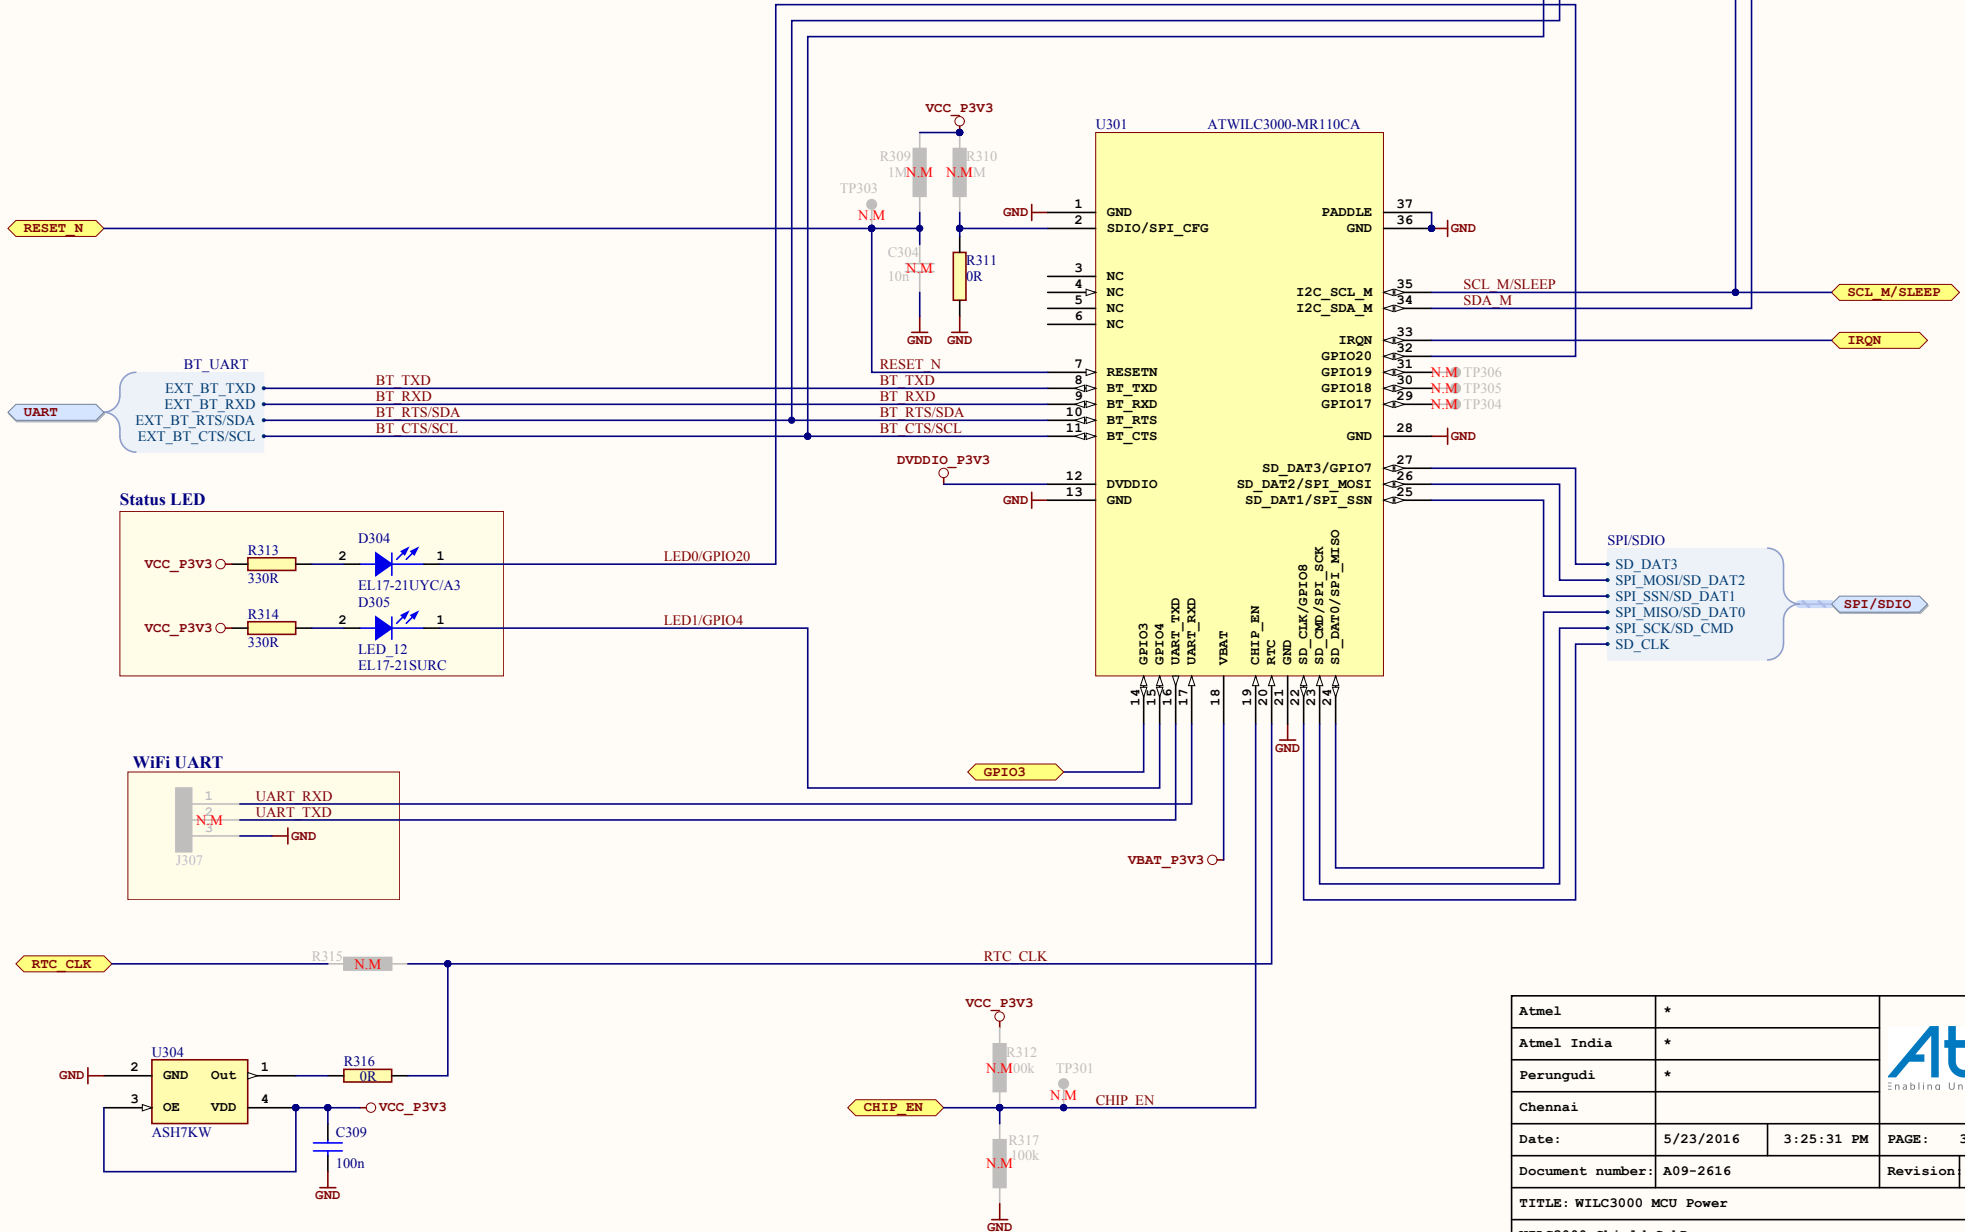 VCC_P3V3
U301 ATWILC3000-MR110CA
R309 1M N.M
R310 N.M M
TP303 N.M
RESET_N
C304 10n N.M
R311 0R
GND GND
GND 1 GND
2 SDIO/SPI_CFG
3 NC
4 NC
5 NC
6 NC
RESET_N 7 RESETN
BT_UART
UART
EXT_BT_TXD BT_TXD BT_TXD 8 BT_TXD
EXT_BT_RXD BT_RXD BT_RXD 9 BT_RXD
EXT_BT_RTS/SDA BT_RTS/SDA BT_RTS/SDA 10 BT_RTS
EXT_BT_CTS/SCL BT_CTS/SCL BT_CTS/SCL 11 BT_CTS
DVDDIO_P3V3 12 DVDDIO
GND 13 GND
PADDLE 37
GND 36 GND
I2C_SCL_M 35 SCL_M/SLEEP SCL_M/SLEEP
I2C_SDA_M 34 SDA_M
IRQN 33 IRQN
GPIO20 32
GPIO19 31 N.M TP306
GPIO18 30 N.M TP305
GPIO17 29 N.M TP304
GND 28 GND
SD_DAT3/GPIO7 27
SD_DAT2/SPI_MOSI 26
SD_DAT1/SPI_SSN 25
GPIO3 14
GPIO4 15
UART_TXD 16
UART_RXD 17
VBAT 18
CHIP_EN 19
RTC 20
GND 21
SD_CLK/GPIO8 22
SD_CMD/SPI_SCK 23
SD_DAT0/SPI_MISO 24
GND
SPI/SDIO
SD_DAT3
SPI_MOSI/SD_DAT2
SPI_SSN/SD_DAT1
SPI_MISO/SD_DAT0
SPI_SCK/SD_CMD
SD_CLK
SPI/SDIO
Status LED
VCC_P3V3 R313 330R 2 D304 1 LED0/GPIO20
EL17-21UYC/A3
VCC_P3V3 R314 330R 2 D305 1 LED1/GPIO4
LED_12
EL17-21SURC
GPIO3
WiFi UART
1 UART_RXD
2 UART_TXD
N.M
3 GND
J307
VBAT_P3V3
RTC_CLK R315 N.M RTC_CLK
U304
GND 2 GND Out 1 R316 0R
3 OE VDD 4 VCC_P3V3
ASH7KW
C309
100n
GND
VCC_P3V3
R312 N.M 00k
TP301 N.M
CHIP_EN CHIP_EN
R317 N.M 100k
GND
Atmel *
Atmel India *
Perungudi *
Chennai
At
Enabling Un
Date: 5/23/2016 3:25:31 PM PAGE: 3
Document number: A09-2616 Revision:
TITLE: WILC3000 MCU Power